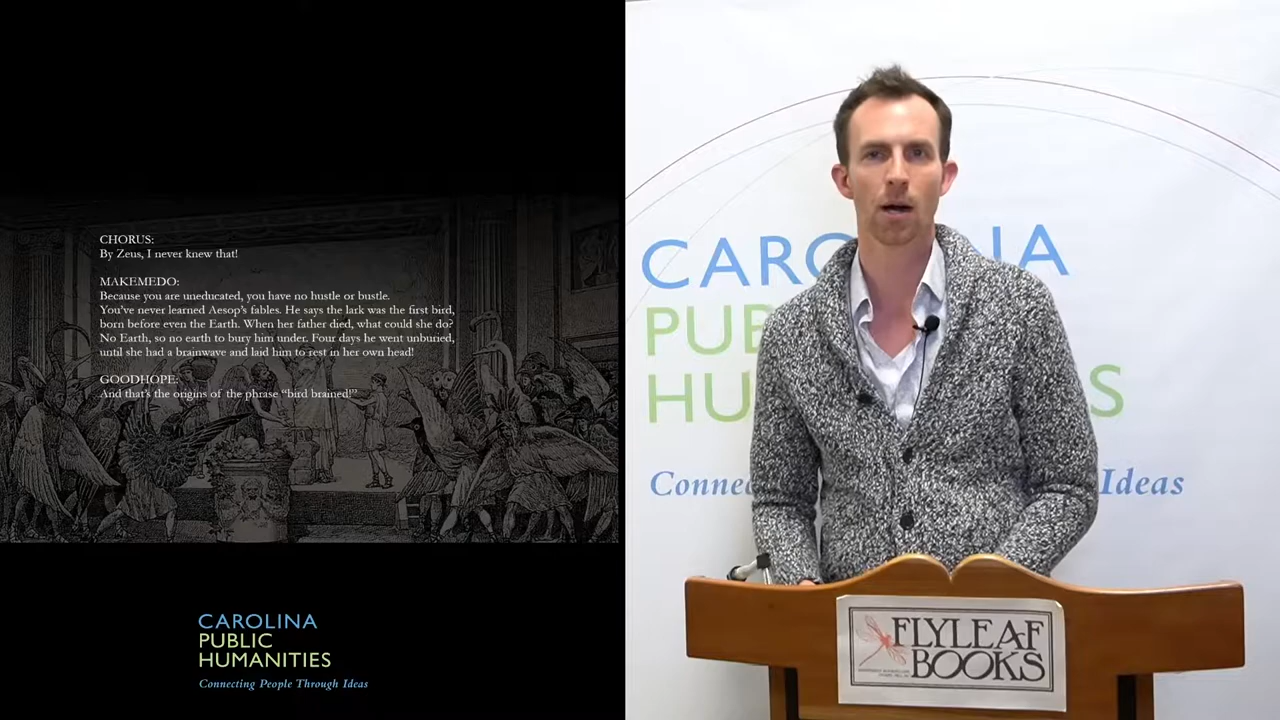 CHORUS:
By Zeus, I never knew that!
MAKEMEDO:
Because you are uneducated, you have no hustle or bustle.
You've never learned Aesop's fables. He says the lark was the first bird,
born before even the Earth. When her father died, what could she do?
No Earth, so no earth to bury him under. Four days he went unburied,
until she had a brainwave and laid him to rest in her own head!
GOODHOPE:
And that's the origins of the phrase “bird brained!”
CAROLINA
PUBLIC
HUMANITIES
Connecting People Through Ideas
CAROLINA
PUB
HU S
Connec Ideas
FLYLEAF
BOOKS